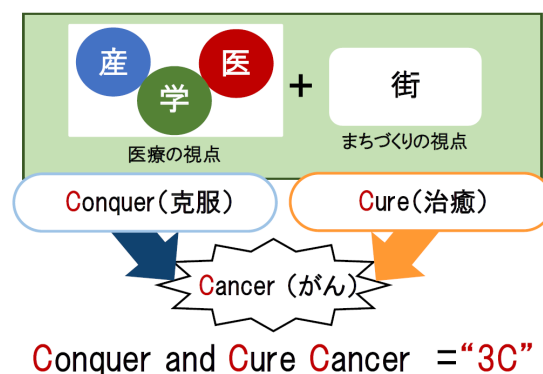 産
医
学
+
街
医療の視点
まちづくりの視点
Conquer(克服)
Cure(治癒)
Cancer (がん)
Conquer and Cure Cancer =“3C”